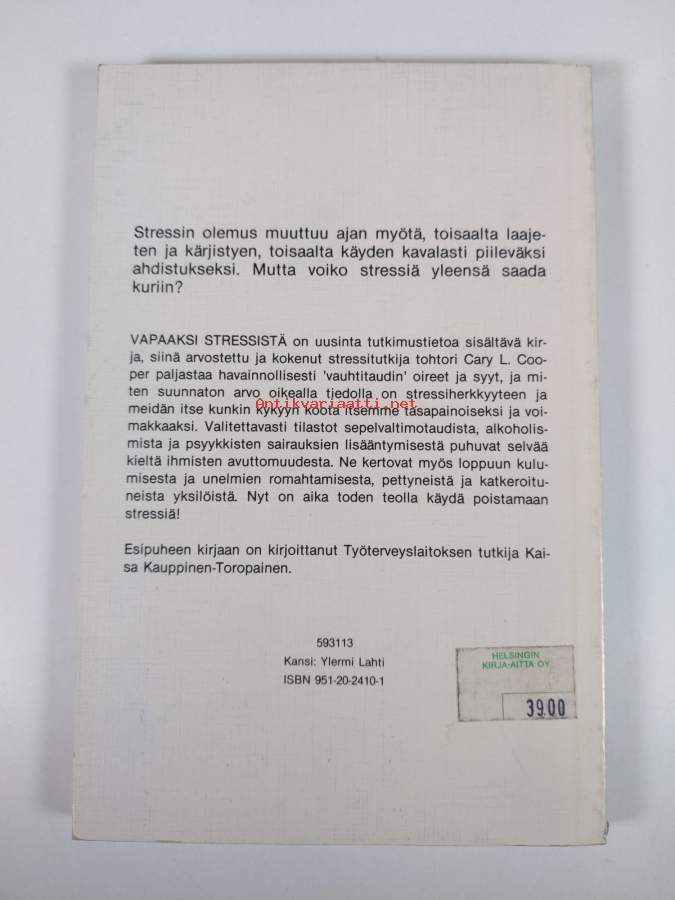 Stressin olemus muuttuu ajan myötä, toisaalta laaje-
ten ja kärjistyen, toisaalta käyden kavalasti piileväksi
ahdistukseksi. Mutta voiko stressiä yleensä saada
kuriin?
VAPAAKSI STRESSISTÄ on uusinta tutkimustietoa sisältävä kir-
ja, siinä arvostettu ja kokenut stressitutkija tohtori Cary L. Coo-
per paljastaa havainnollisesti 'vauhtitaudin' oireet ja syyt, ja mi-
ten suunnaton arvo oikealla tiedolla on stressiherkkyyteen ja
Antikvariaatti.net
meidän itse kunkin kykyyn koota itsemme tasapainoiseksi ja voi-
makkaaksi. Valitettavasti tilastot sepelvaltimotaudista, alkoholis-
mista ja psyykkisten sairauksien lisääntymisestä puhuvat selvää
kieltä ihmisten avuttomuudesta. Ne kertovat myös loppuun kulu-
misesta ja unelmien romahtamisesta, pettyneistä ja katkeroitu-
neista yksilöistä. Nyt on aika toden teolla käydä poistamaan
stressiä!
Esipuheen kirjaan on kirjoittanut Työterveyslaitoksen tutkija Kai-
sa Kauppinen-Toropainen.
593113
Kansi: Ylermi Lahti
ISBN 951-20-2410-1
HELSINGIN
KIRJA-AITTA OY
39.00